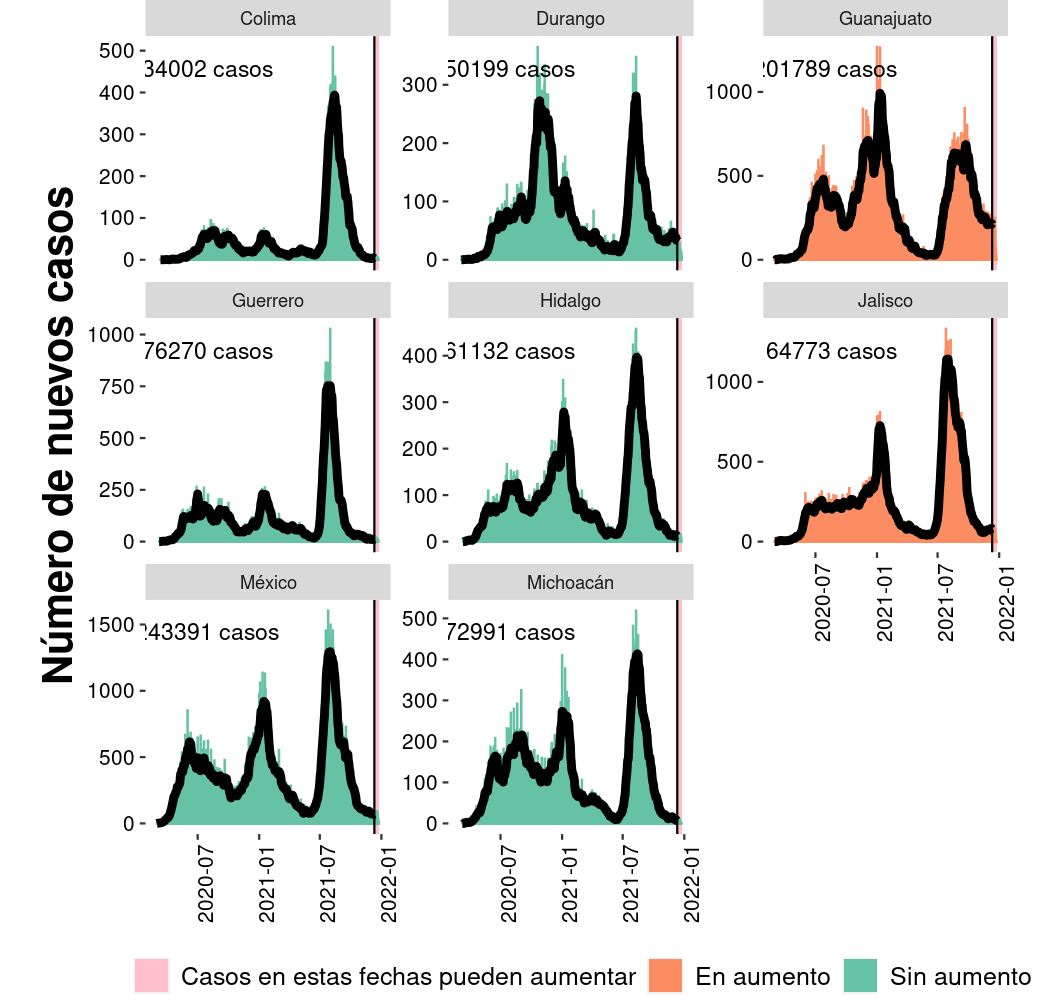 Número de nuevos casos
Colima
34002 casos
500
400
300
200
100
0
Durango
50199 casos
300
200
100
0
Guanajuato
201789 casos
1000
500
0
Guerrero
76270 casos
1000
750
500
250
0
Hidalgo
61132 casos
400
300
200
100
0
Jalisco
64773 casos
1000
500
0
2020-07
2021-01
2021-07
2022-01
México
43391 casos
1500
1000
500
0
2020-07
2021-01
2021-07
2022-01
Michoacán
72991 casos
500
400
300
200
100
0
2020-07
2021-01
2021-07
2022-01
Casos en estas fechas pueden aumentar
En aumento
Sin aumento